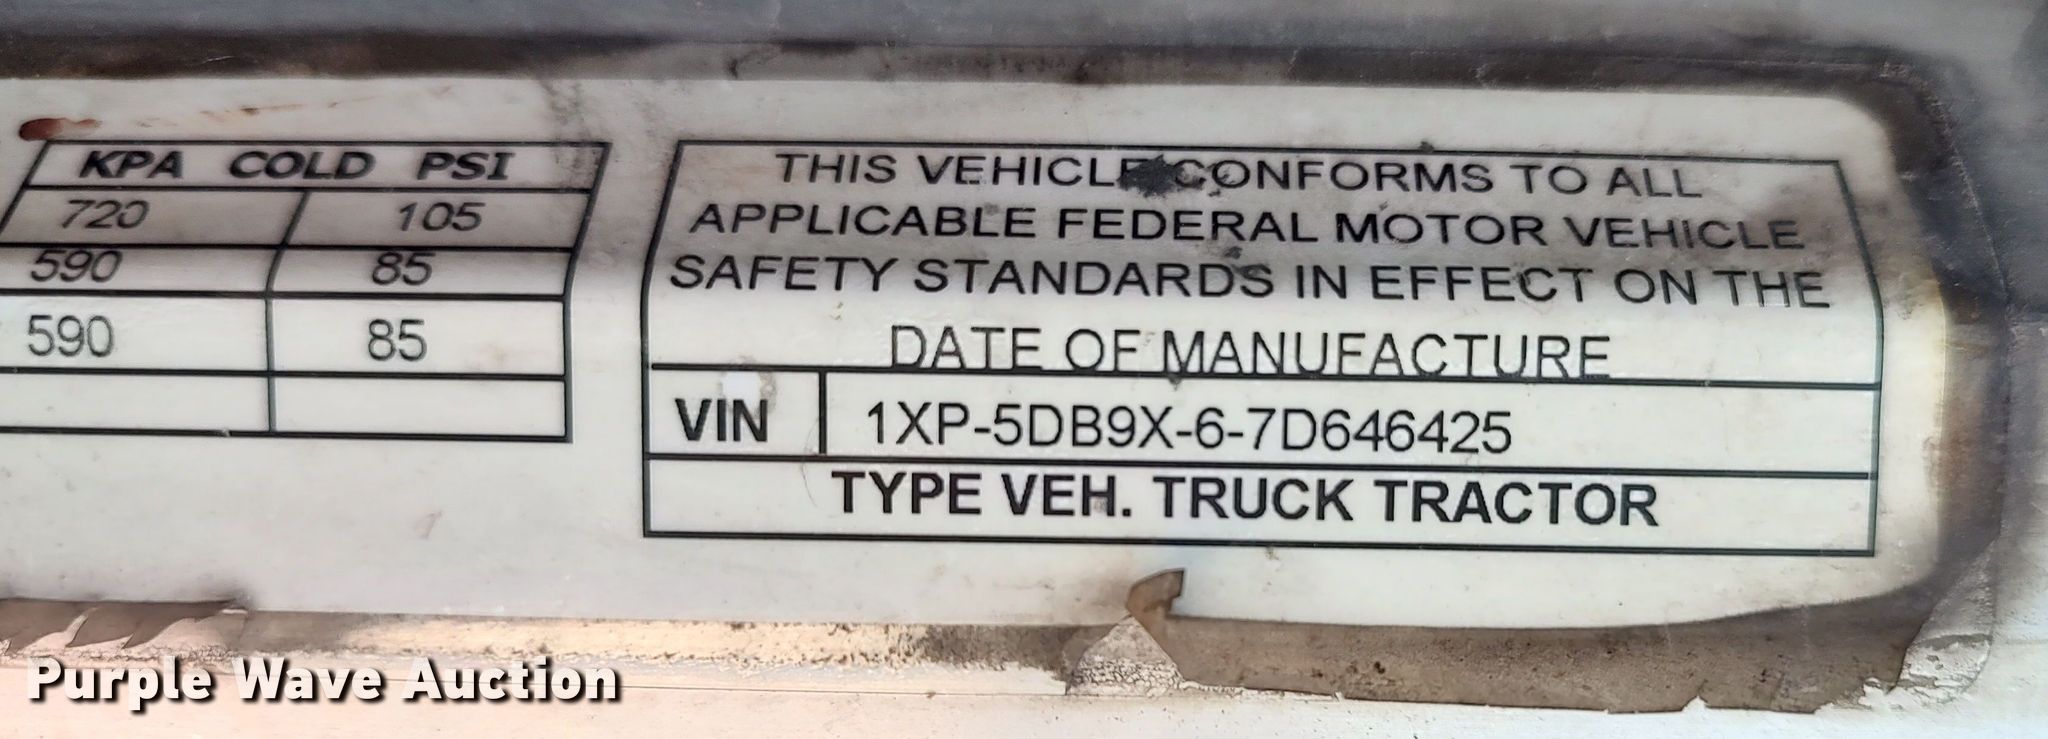 KPA COLD PSI
720 105
590 85
590 85
THIS VEHICLE CONFORMS TO ALL
APPLICABLE FEDERAL MOTOR VEHICLE
SAFETY STANDARDS IN EFFECT ON THE
DATE OF MANUFACTURE
VIN 1XP-5DB9X-6-7D646425
TYPE VEH. TRUCK TRACTOR
Purple Wave Auction